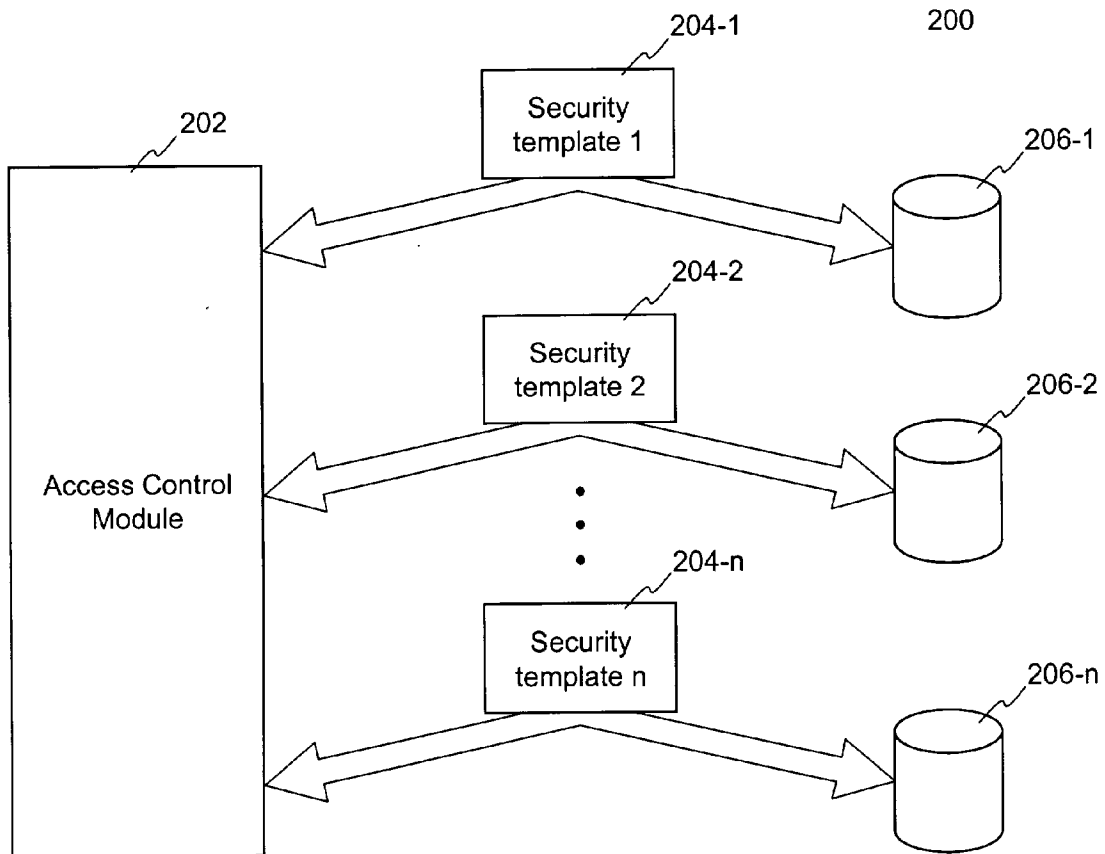 204-1
200
Security
template 1
202
206-1
204-2
Security
template 2
206-2
Access Control
Module
204-n
Security
template n
206-n